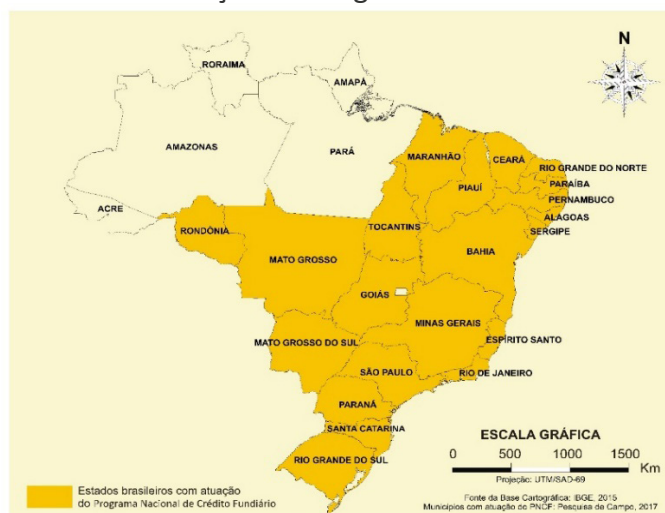 N
RORAIMA
AMAPÁ
AMAZONAS
PARÁ
MARANHÃO
CEARÁ
RIO GRANDE DO NORTE
PIAUÍ
PARAÍBA
PERNAMBUCO
ACRE
ALAGOAS
TOCANTINS
SERGIPE
RONDÔNIA
BAHIA
MATO GROSSO
GOIÁS
MINAS GERAIS
MATO GROSSO DO SUL
ESPÍRITO SANTO
SÃO PAULO
RIO DE JANEIRO
PARANÁ
SANTA CATARINA
RIO GRANDE DO SUL
ESCALA GRÁFICA
0 500 1000 1500
Km
Projeção: UTM/SAD-69
Estados brasileiros com atuação
do Programa Nacional de Crédito Fundiário
Fonte da Base Cartográfica: IBGE, 2015
Municípios com atuação do PNCF: Pesquisa de Campo, 2017